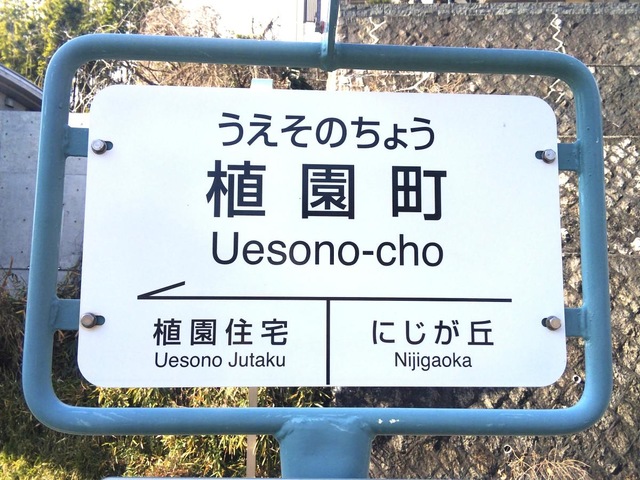 うえそのちょう
植園町
Uesono-cho
植園住宅 にじが丘
Uesono Jutaku Nijigaoka